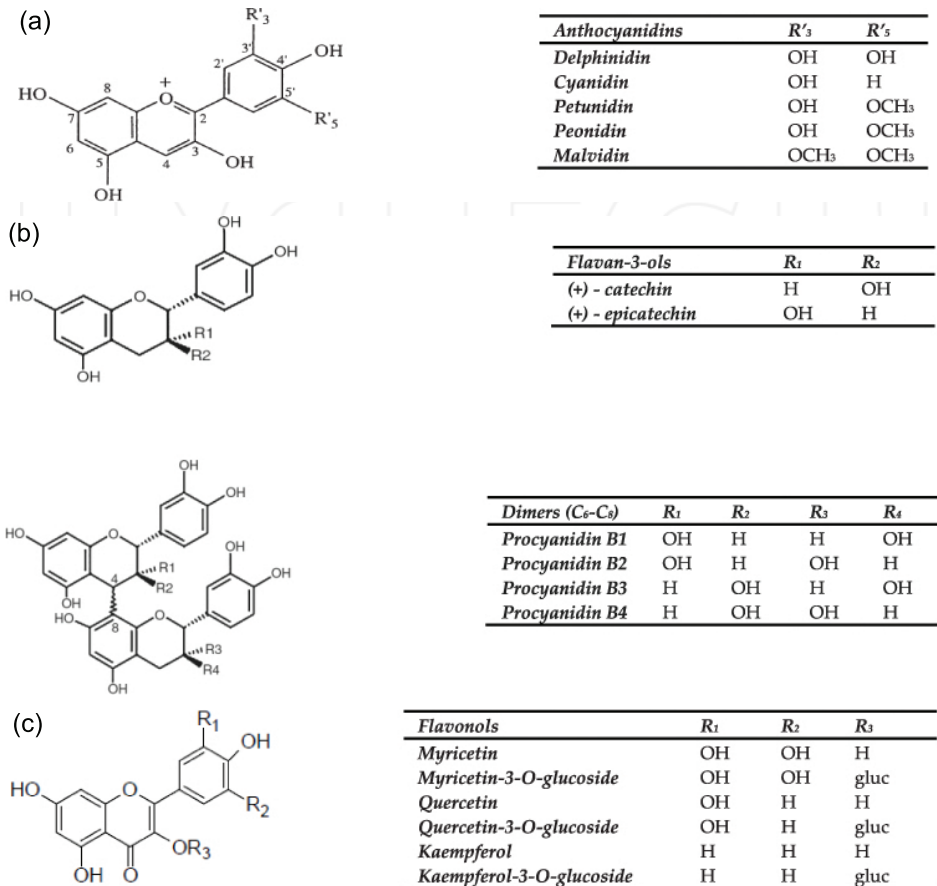 (a)
R'3
OH
3'
4'
2'
+
5'
HO
8
O
R'5
7
2
6
3
OH
5
4
OH
Anthocyanidins R'3 R'5
Delphinidin OH OH
Cyanidin OH H
Petunidin OH OCH3
Peonidin OH OCH3
Malvidin OCH3 OCH3
(b)
OH
OH
HO
O
R1
R2
OH
Flavan-3-ols R1 R2
(+) - catechin H OH
(+) - epicatechin OH H
OH
OH
HO
O
OH
4
R1
R2
OH
OH
HO
O
8
R3
R4
OH
Dimers (C6-C8) R1 R2 R3 R4
Procyanidin B1 OH H H OH
Procyanidin B2 OH H OH H
Procyanidin B3 H OH H OH
Procyanidin B4 H OH OH H
(c)
R1
OH
HO
O
R2
OR3
OH
O
Flavonols R1 R2 R3
Myricetin OH OH H
Myricetin-3-O-glucoside OH OH gluc
Quercetin OH H H
Quercetin-3-O-glucoside OH H gluc
Kaempferol H H H
Kaempferol-3-O-glucoside H H gluc